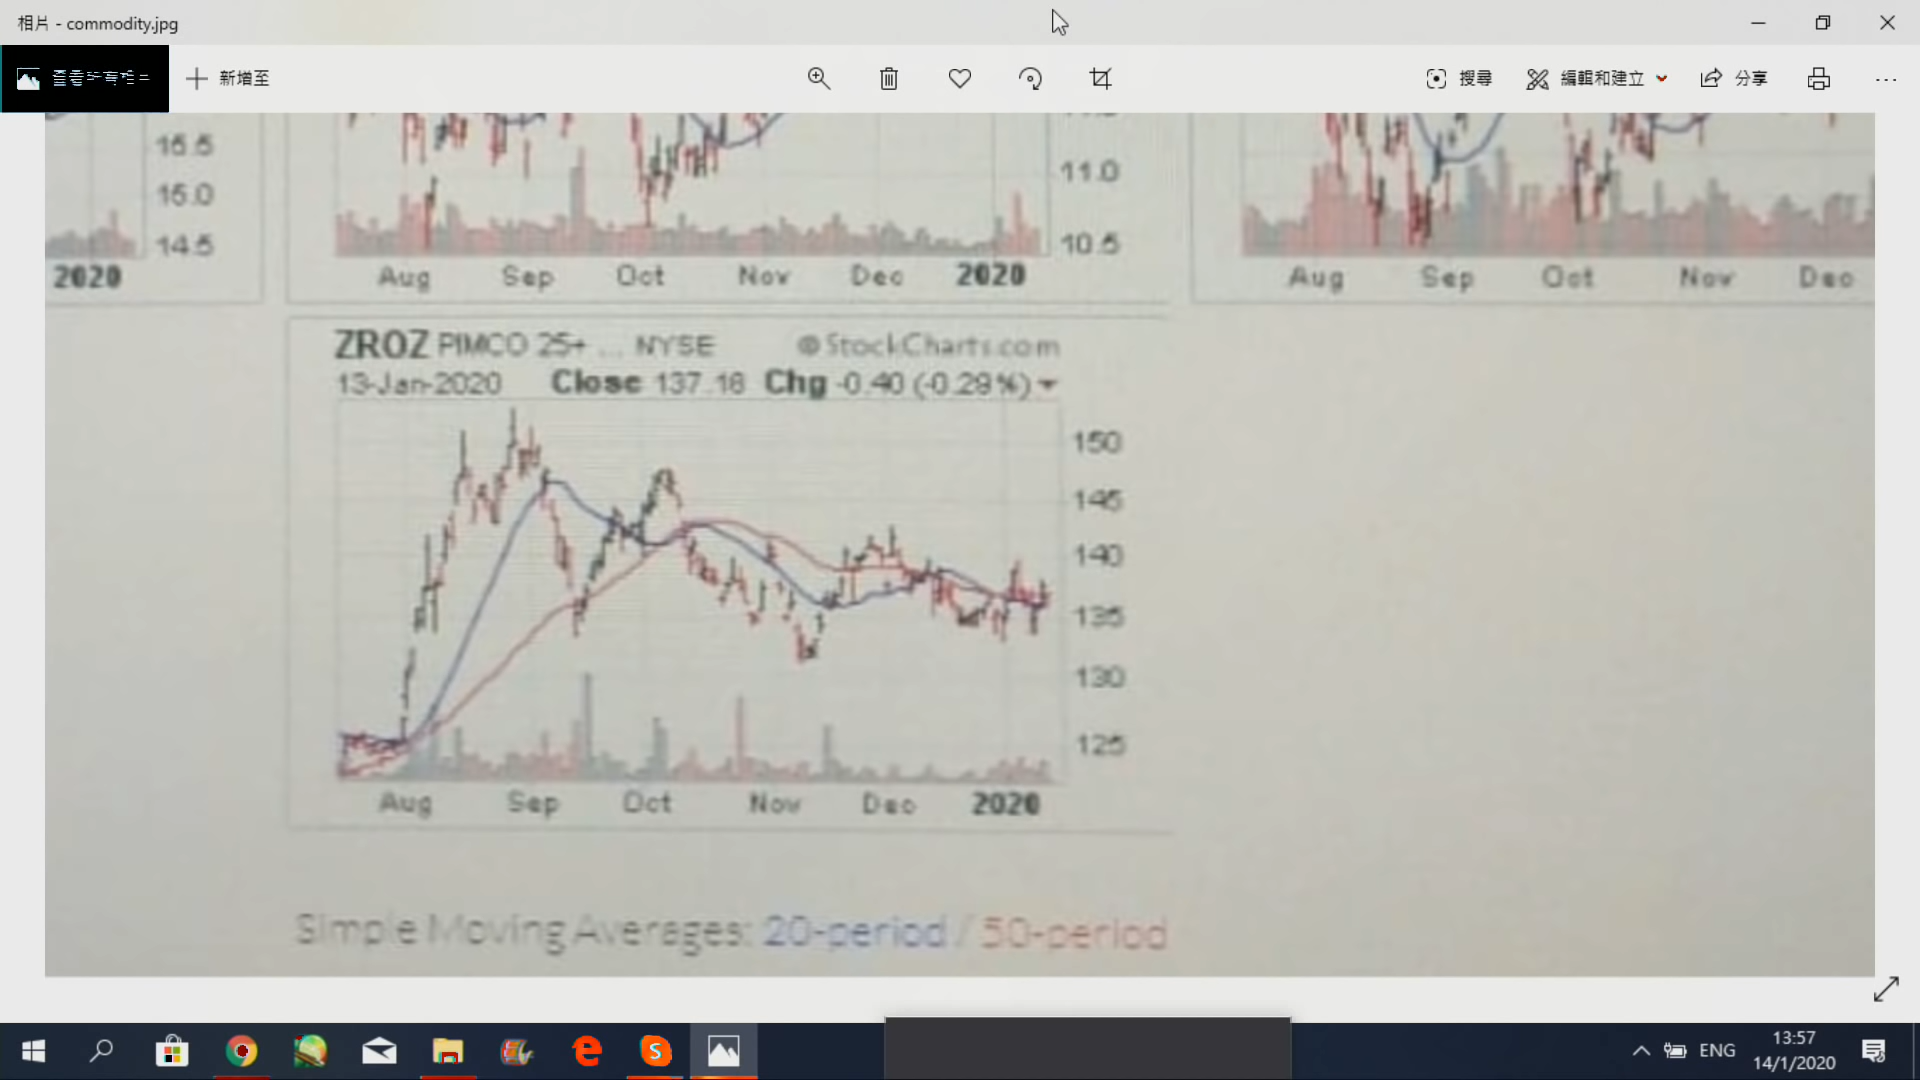 相片 - commodity.jpg
新增至
搜尋
編輯和建立
分享
15.5
15.0
14.5
2020
11.0
10.5
Aug Sep Oct Nov Dec 2020
Aug Sep Oct Nov Dec
ZROZ PIMCO 25+ ... NYSE © StockCharts.com
13-Jan-2020 Close 137.18 Chg -0.40 (-0.29%)
150
145
140
135
130
125
Aug Sep Oct Nov Dec 2020
Simple Moving Averages: 20-period / 50-period
ENG
13:57
14/1/2020